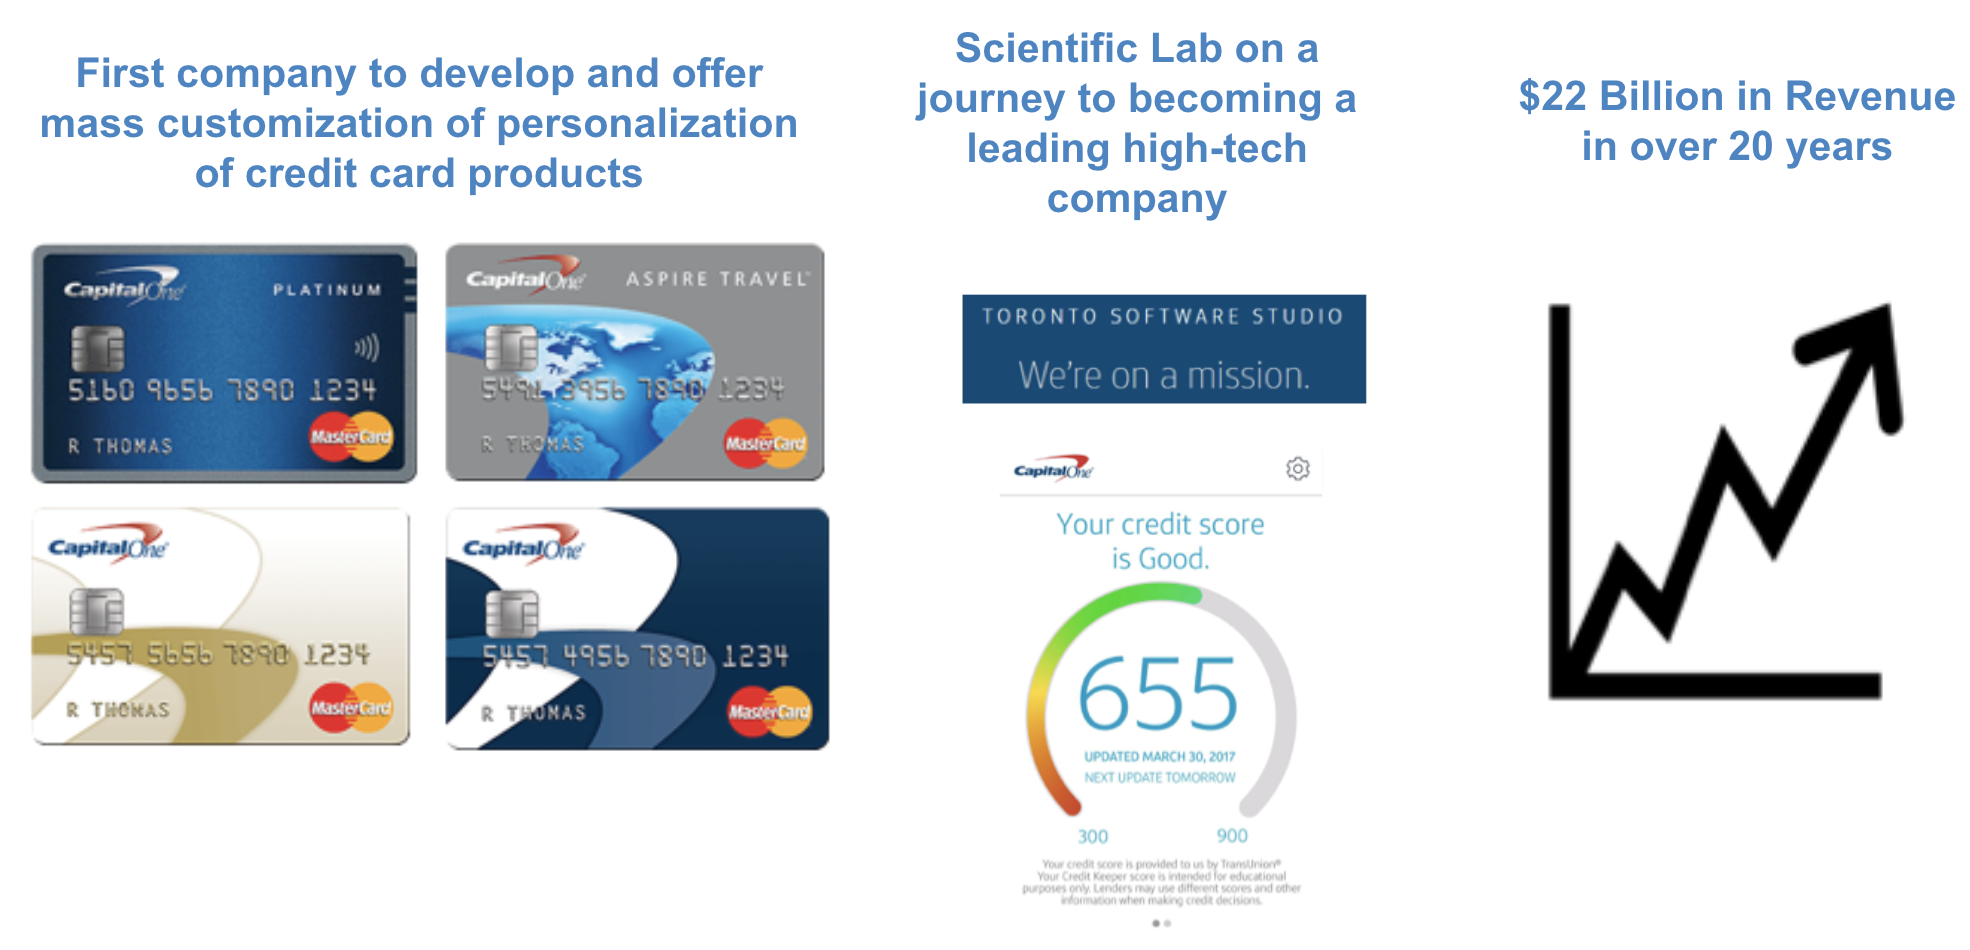 First company to develop and offer
mass customization of personalization
of credit card products
CapitalOne®
PLATINUM
5160 9656 7890 1234
R THOMAS
MasterCard
CapitalOne®
ASPIRE TRAVEL™
5491 3956 7890 1234
R THOMAS
MasterCard
CapitalOne®
5457 5656 7890 1234
R THOMAS
MasterCard
CapitalOne®
5457 4956 7890 1234
R THOMAS
MasterCard
Scientific Lab on a
journey to becoming a
leading high-tech
company
TORONTO SOFTWARE STUDIO
We're on a mission.
CapitalOne®
Your credit score
is Good.
655
UPDATED MARCH 30, 2017
NEXT UPDATE TOMORROW
300
900
Your credit score is provided to us by TransUnion®
Your Credit Keeper score is intended for educational
purposes only. Lenders may use different scores and other
information when making credit decisions.
$22 Billion in Revenue
in over 20 years